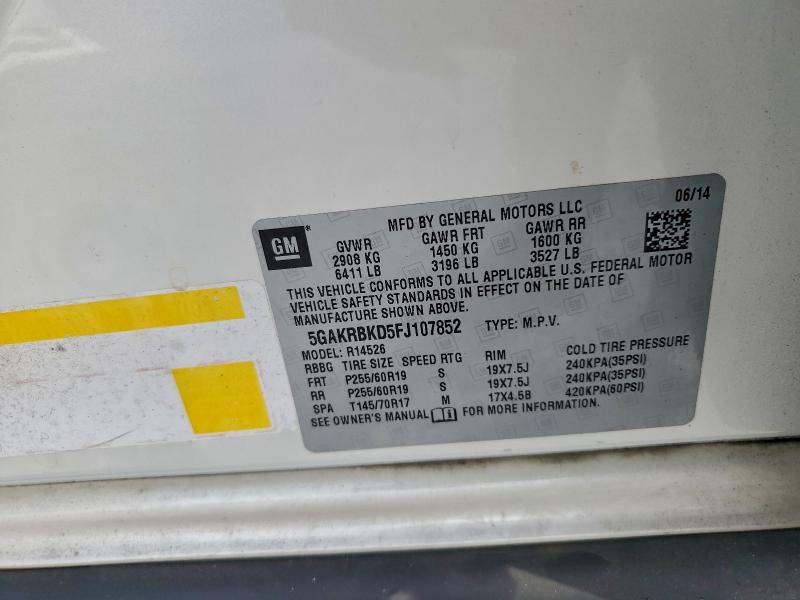 06/14
MFD BY GENERAL MOTORS LLC
GM®
GVWR GAWR FRT GAWR RR
2908 KG 1450 KG 1600 KG
6411 LB 3196 LB 3527 LB
THIS VEHICLE CONFORMS TO ALL APPLICABLE U.S. FEDERAL MOTOR
VEHICLE SAFETY STANDARDS IN EFFECT ON THE DATE OF
MANUFACTURE SHOWN ABOVE.
5GAKRBKD5FJ107852 TYPE: M.P.V.
MODEL: R14526
RBBG TIRE SIZE SPEED RTG RIM COLD TIRE PRESSURE
FRT P255/60R19 S 19X7.5J 240KPA(35PSI)
RR P255/60R19 S 19X7.5J 240KPA(35PSI)
SPA T145/70R17 M 17X4.5B 420KPA(60PSI)
SEE OWNER'S MANUAL FOR MORE INFORMATION.